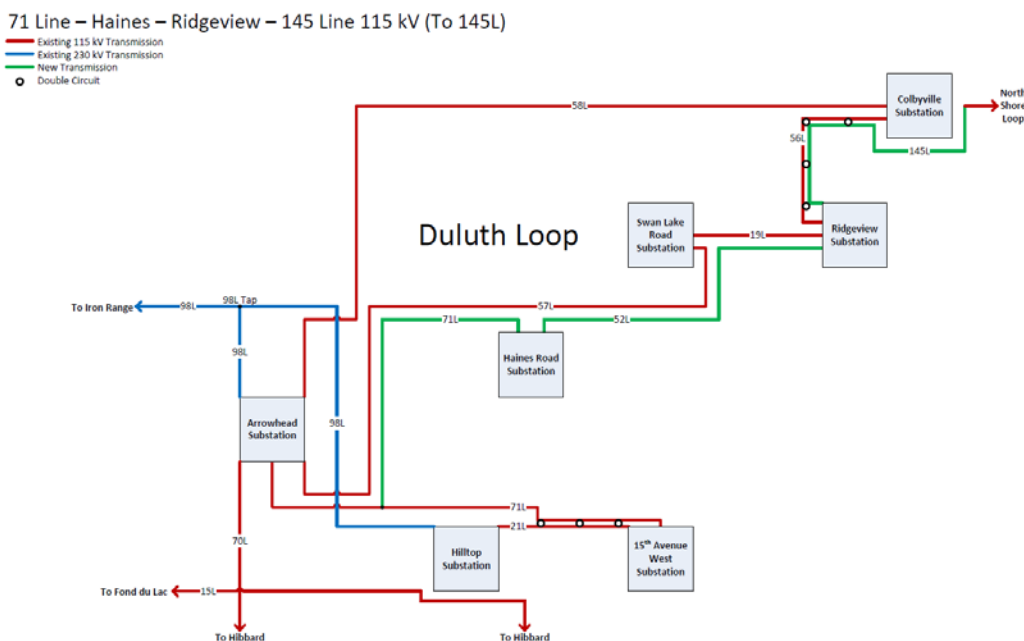 71 Line – Haines – Ridgeview – 145 Line 115 kV (To 145L)
Existing 115 kV Transmission
Existing 230 kV Transmission
New Transmission
Double Circuit
58L
Colbyville
Substation
North
Shore
Loop
56L
145L
Duluth Loop
Swan Lake
Road
Substation
19L
Ridgeview
Substation
To Iron Range
98L
98L Tap
57L
71L
52L
98L
Haines Road
Substation
Arrowhead
Substation
98L
71L
21L
70L
Hilltop
Substation
15th Avenue
West
Substation
To Fond du Lac
15L
To Hibbard
To Hibbard